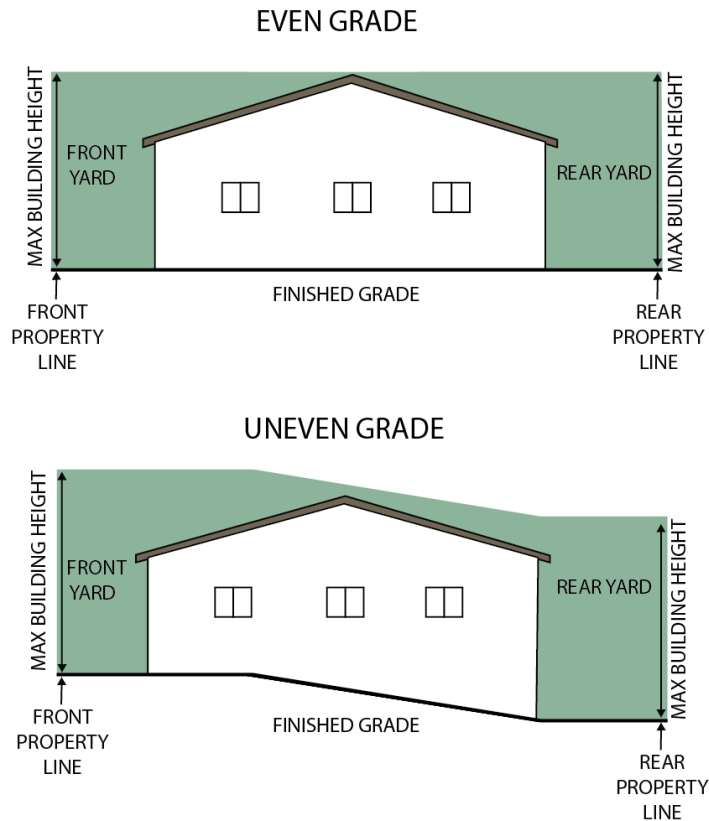 EVEN GRADE
MAX BUILDING HEIGHT
FRONT
YARD
REAR YARD
MAX BUILDING HEIGHT
FINISHED GRADE
FRONT
PROPERTY
LINE
REAR
PROPERTY
LINE
UNEVEN GRADE
MAX BUILDING HEIGHT
FRONT
YARD
REAR YARD
MAX BUILDING HEIGHT
FRONT
PROPERTY
LINE
FINISHED GRADE
REAR
PROPERTY
LINE